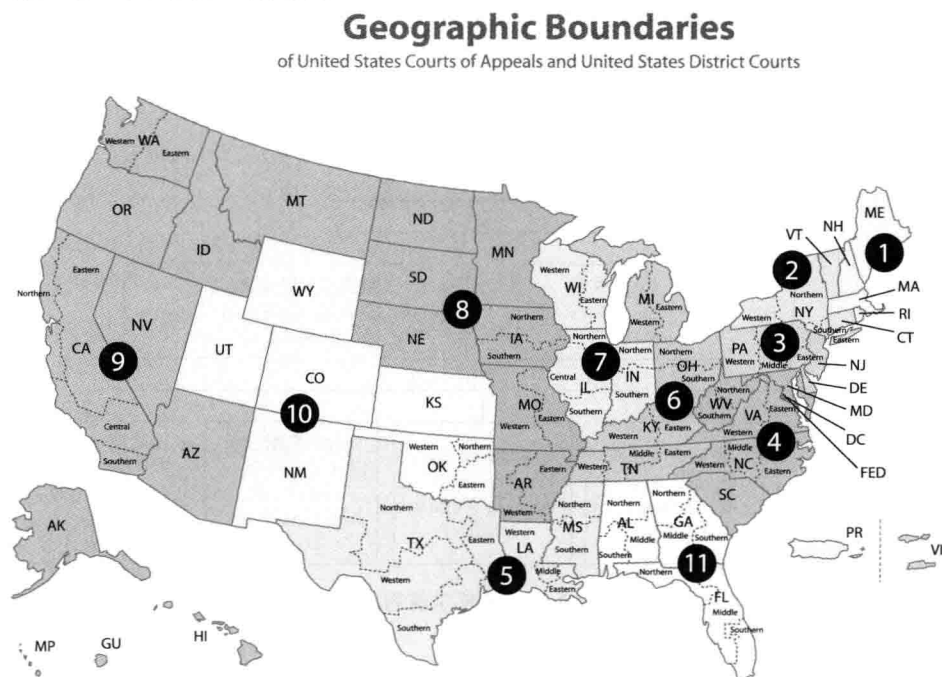 Geographic Boundaries
of United States Courts of Appeals and United States District Courts
Western WA Eastern
OR
ID
MT
ND
MN
SD
WY
NE
8
Northern
IA
Southern
Western
WI
Eastern
MI
Western
Eastern
VT
NH
ME
1
2
MA
RI
CT
Northern
NY
Western
Southern
Eastern
3
PA
Western
Middle
Eastern
NJ
DE
MD
DC
FED
Eastern
Northern
CA
Central
Southern
9
NV
UT
CO
10
KS
AZ
NM
MO
Western
Eastern
7
Central
IL
Southern
Northern
IN
Southern
Northern
OH
Southern
6
KY
Western
Eastern
Northern
WV
Southern
VA
Western
Eastern
4
Western
TN
Middle
Eastern
Western
Middle
NC
Eastern
SC
Western
OK
Northern
Eastern
AR
Eastern
Western
Northern
TX
Eastern
Western
Southern
5
Western
LA
Middle
Eastern
Northern
MS
Southern
Northern
AL
Middle
Southern
Northern
GA
Middle
Southern
11
Northern
FL
Middle
Southern
AK
MP
GU
HI
PR
VI